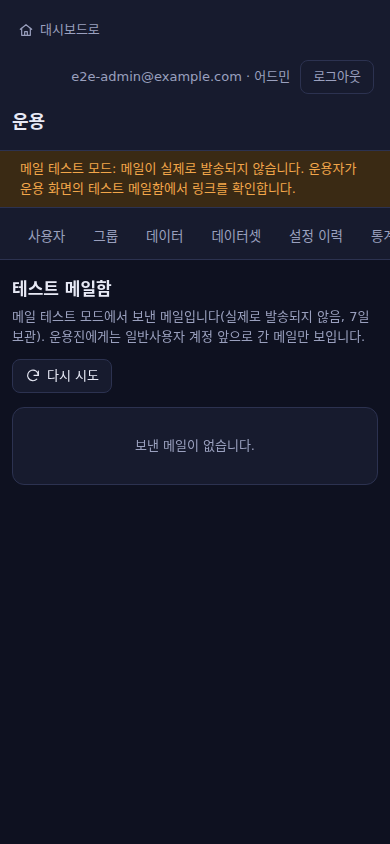 대시보드로
e2e-admin@example.com · 어드민
로그아웃
운용
메일 테스트 모드: 메일이 실제로 발송되지 않습니다. 운용자가
운용 화면의 테스트 메일함에서 링크를 확인합니다.
사용자 그룹 데이터 데이터셋 설정 이력
테스트 메일함
메일 테스트 모드에서 보낸 메일입니다(실제로 발송되지 않음, 7일
보관). 운용진에게는 일반사용자 계정 앞으로 간 메일만 보입니다.
다시 시도
보낸 메일이 없습니다.